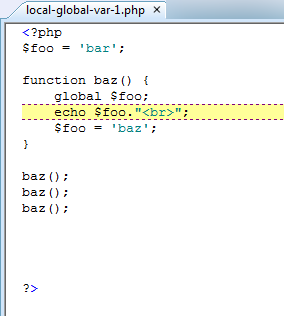 local-global-var-1.php ×
<?php
$foo = 'bar';
function baz() {
global $foo;
echo $foo."<br>";
$foo = 'baz';
}
baz();
baz();
baz();
?>